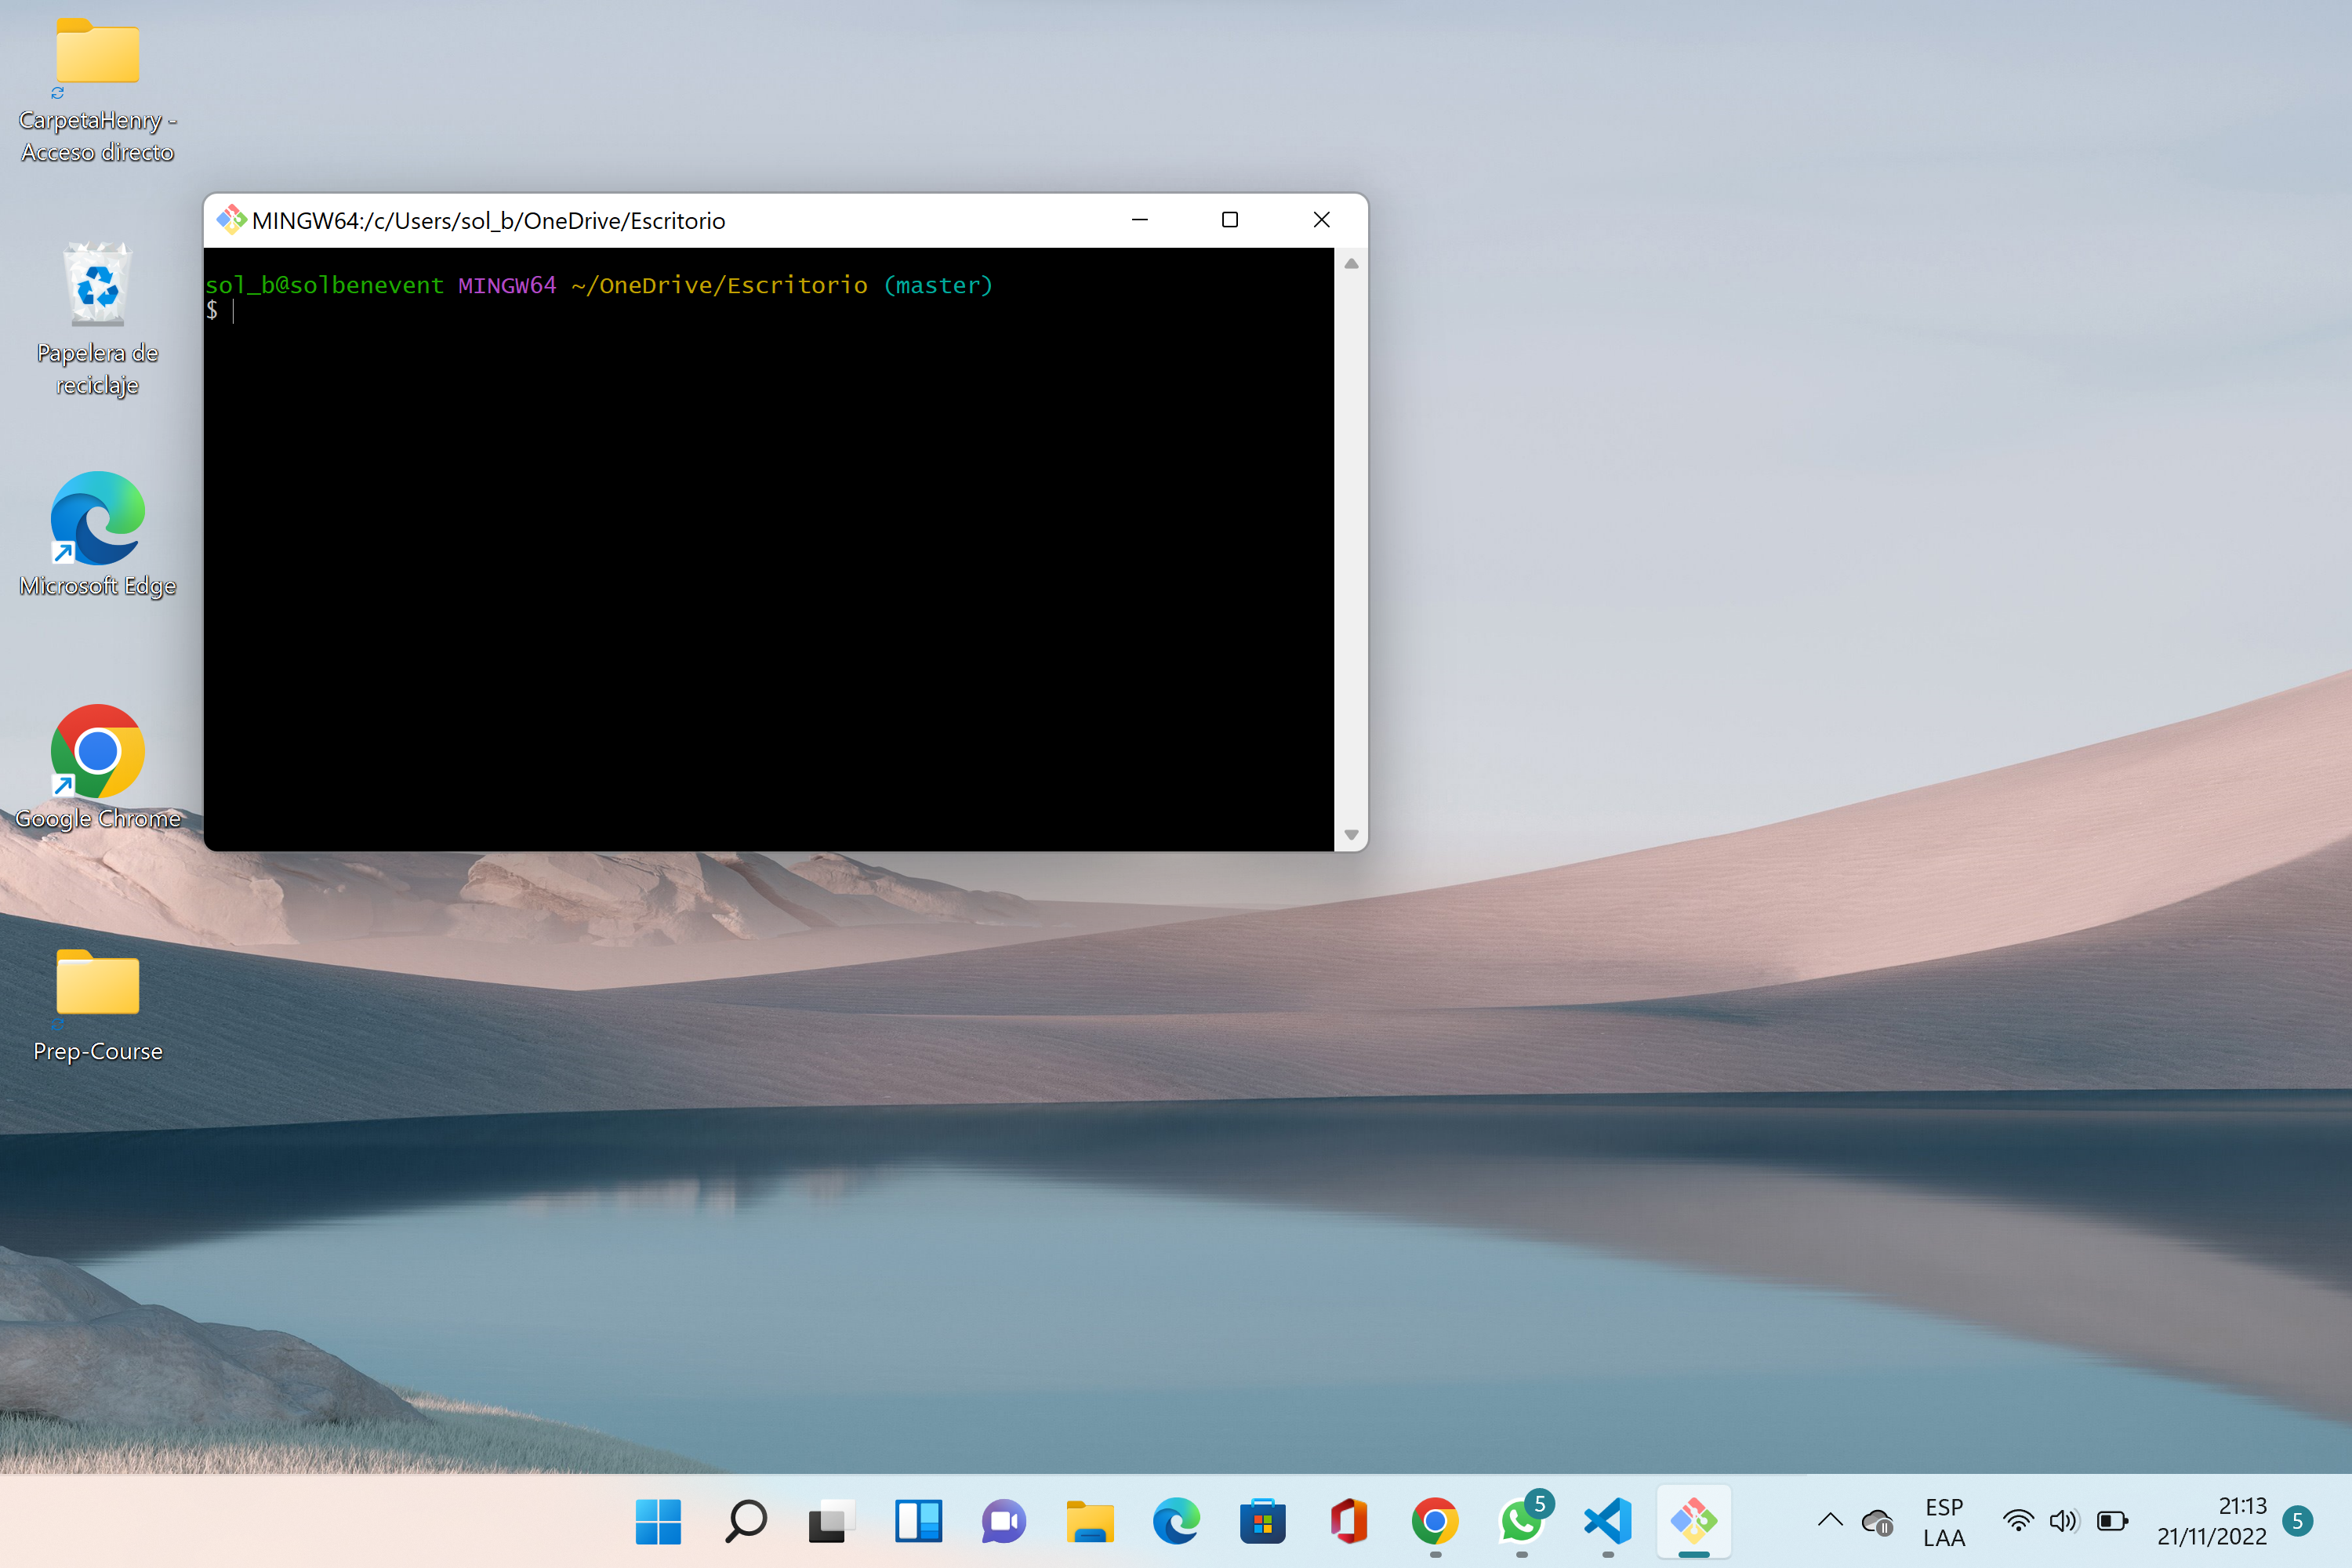 CarpetaHenry -
Acceso directo
Papelera de
reciclaje
Microsoft Edge
Google Chrome
Prep-Course
MINGW64:/c/Users/sol_b/OneDrive/Escritorio
sol_b@solbenevent MINGW64 ~/OneDrive/Escritorio (master)
$
5
ESP
LAA
21:13
21/11/2022
5